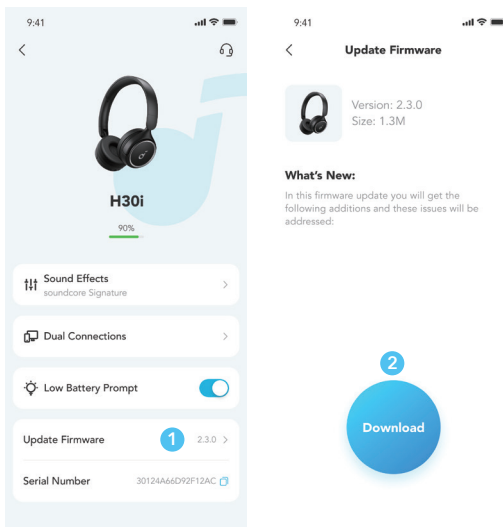 9:41
H30i
90%
Sound Effects
soundcore Signature
Dual Connections
Low Battery Prompt
Update Firmware 1 2.3.0
Serial Number 30124A66D92F12AC
9:41
Update Firmware
Version: 2.3.0
Size: 1.3M
What's New:
In this firmware update you will get the
following additions and these issues will be
addressed:
2
Download